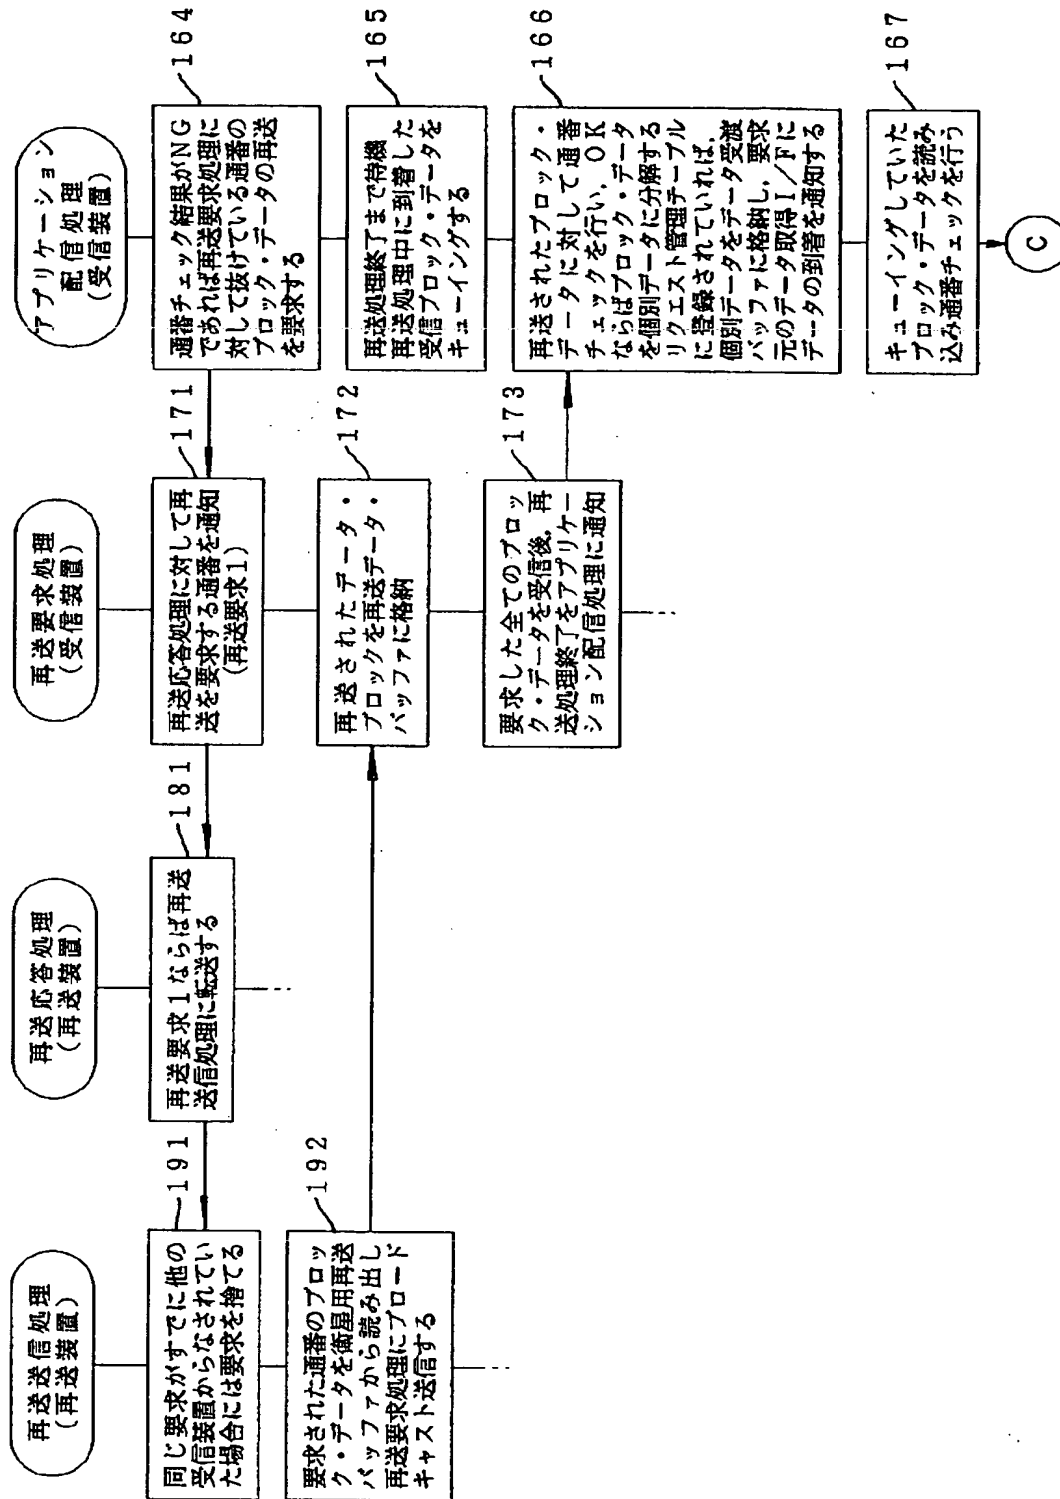 再送送信処理
(再送装置)
同じ要求がすでに他の
受信装置からなされてい
た場合には要求を捨てる
191
要求された通番のブロッ
ク・データを衛星用再送
バッファから読み出し
再送要求処理にブロード
キャスト送信する
192
再送応答処理
(再送装置)
再送要求1ならば再送
送信処理に転送する
181
再送要求処理
(受信装置)
再送応答処理に対して再
送を要求する通番を通知
(再送要求1)
171
再送されたデータ・
ブロックを再送データ・
バッファに格納
172
要求した全てのブロッ
ク・データを受信後、再
送処理終了をアプリケー
ション配信処理に通知
173
アプリケーション
配信処理
(受信装置)
通番チェック結果がNG
であれば再送要求処理に
対して抜けている通番の
ブロック・データの再送
を要求する
164
再送処理終了まで待機
再送処理中に到着した
受信ブロック・データを
キューイングする
165
再送されたブロック・
データに対して通番
チェックを行い、OK
ならばブロック・データ
を個別データに分解する
リクエスト管理テーブル
に登録されていれば、
個別データをデータ受渡
バッファに格納し、要求
元のデータ取得I/Fに
データの到着を通知する
166
キューイングしていた
ブロック・データを読み
込み通番チェックを行う
167
C